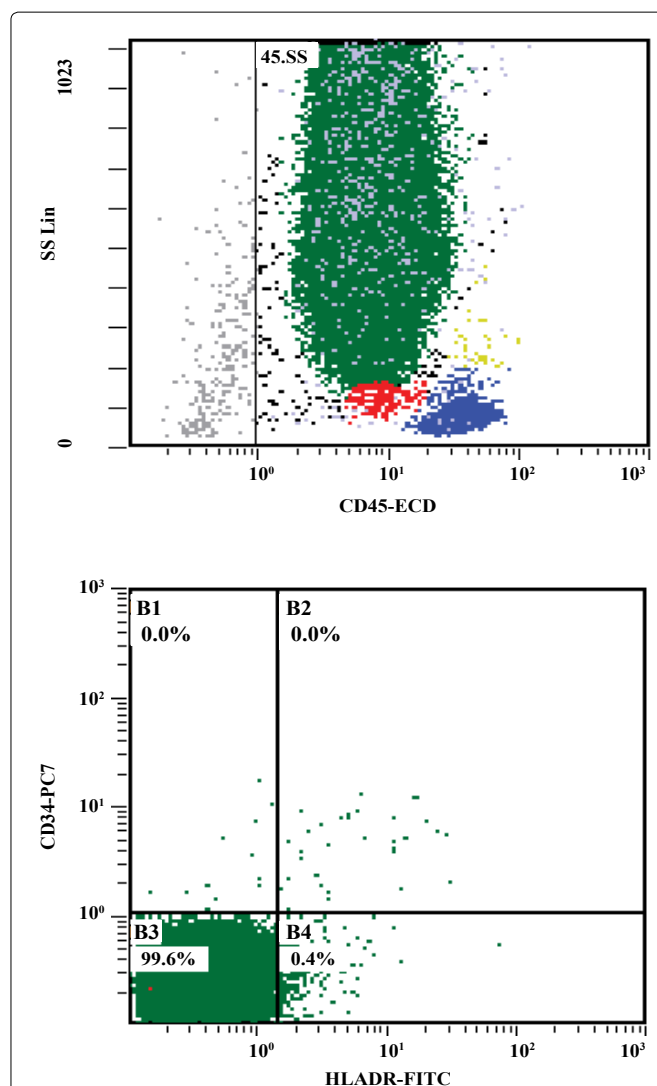 45.SS
1023
SS Lin
0
10⁰
10¹
10²
10³
CD45-ECD
10³
B1
0.0%
B2
0.0%
10²
CD34-PC7
10¹
10⁰
B3
99.6%
B4
0.4%
10⁰
10¹
10²
10³
HLADR-FITC